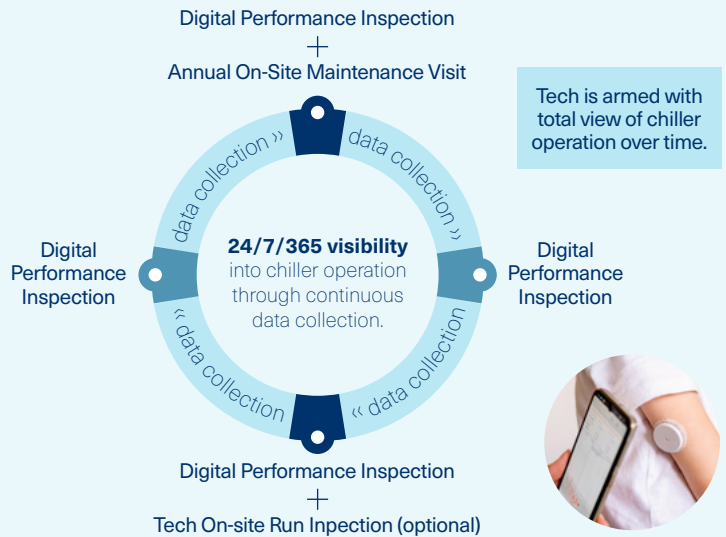 Digital Performance Inspection
+
Annual On-Site Maintenance Visit
Tech is armed with
total view of chiller
operation over time.
data collection »
data collection »
24/7/365 visibility
into chiller operation
through continuous
data collection.
Digital
Performance
Inspection
Digital
Performance
Inspection
« data collection
« data collection
Digital Performance Inspection
+
Tech On-site Run Inpection (optional)